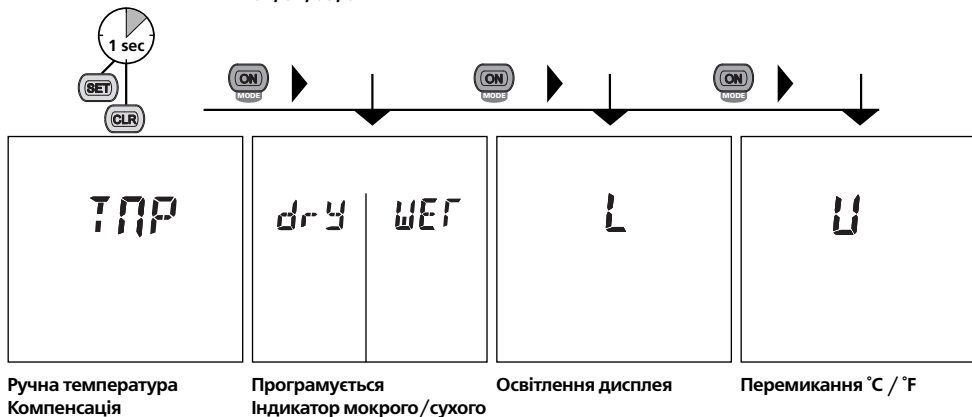 1 sec
SET
CLR
ON
MODE
ON
MODE
ON
MODE
TMP
dry
WET
L
U
Ручна температура
Компенсація
Програмується
Індикатор мокрого/сухого
Освітлення дисплея
Перемикання °C / °F